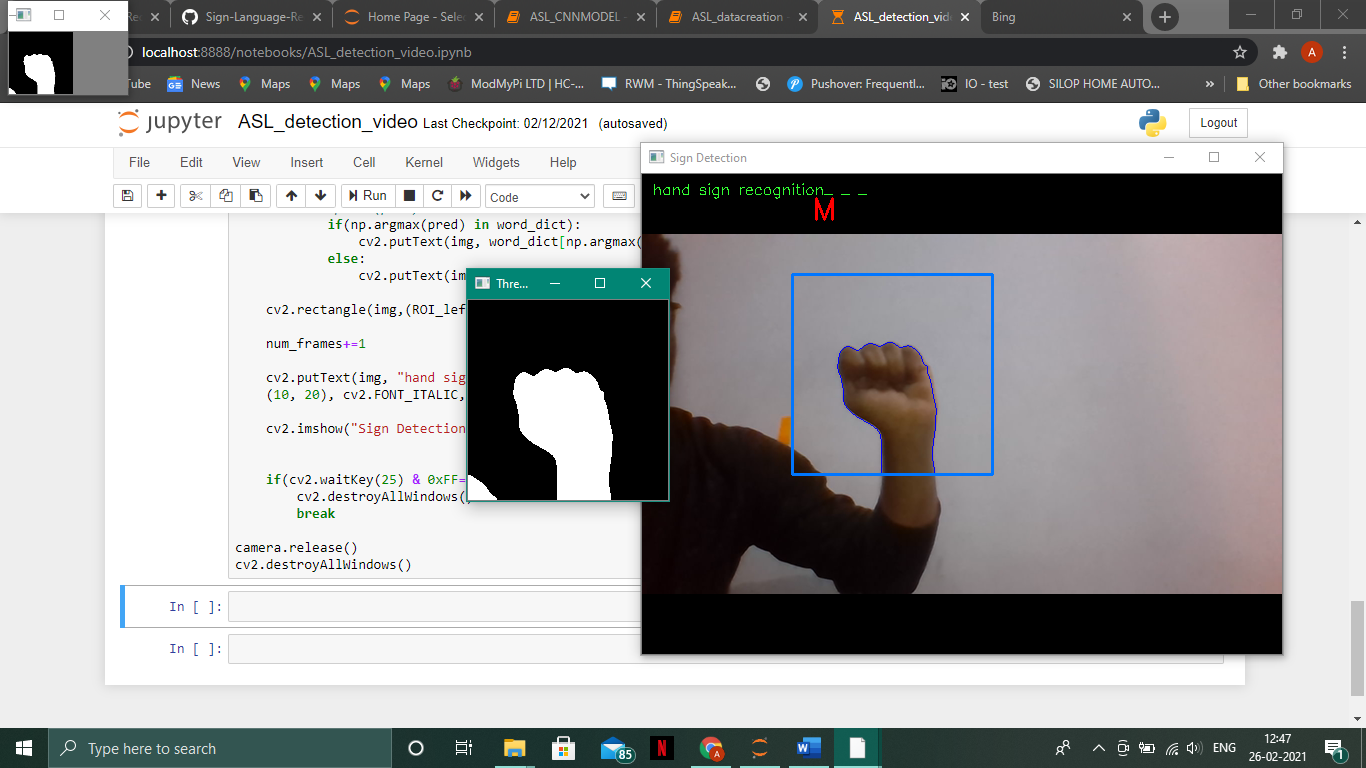 Re
Sign-Language-Re
Home Page - Sele
ASL_CNNMODEL -
ASL_datacreation -
ASL_detection_vid
Bing
localhost:8888/notebooks/ASL_detection_video.ipynb
Tube
News
Maps
Maps
Maps
ModMyPi LTD | HC-...
RWM - ThingSpeak...
Pushover: Frequentl...
IO - test
SILOP HOME AUTO...
»
Other bookmarks
jupyter ASL_detection_video Last Checkpoint: 02/12/2021 (autosaved)
Logout
File Edit View Insert Cell Kernel Widgets Help
Run
Code
if(np.argmax(pred) in word_dict):
cv2.putText(img, word_dict[np.argmax(
else:
cv2.putText(im
cv2.rectangle(img,(ROI_lef
num_frames+=1
cv2.putText(img, "hand sig
(10, 20), cv2.FONT_ITALIC,
cv2.imshow("Sign Detection
if(cv2.waitKey(25) & 0xFF=
cv2.destroyAllWindows(
break
camera.release()
cv2.destroyAllWindows()
In [ ]:
In [ ]:
Thre...
Sign Detection
hand sign recognition_ _ _
M
Type here to search
85
N
A
W
ENG
12:47
26-02-2021
1